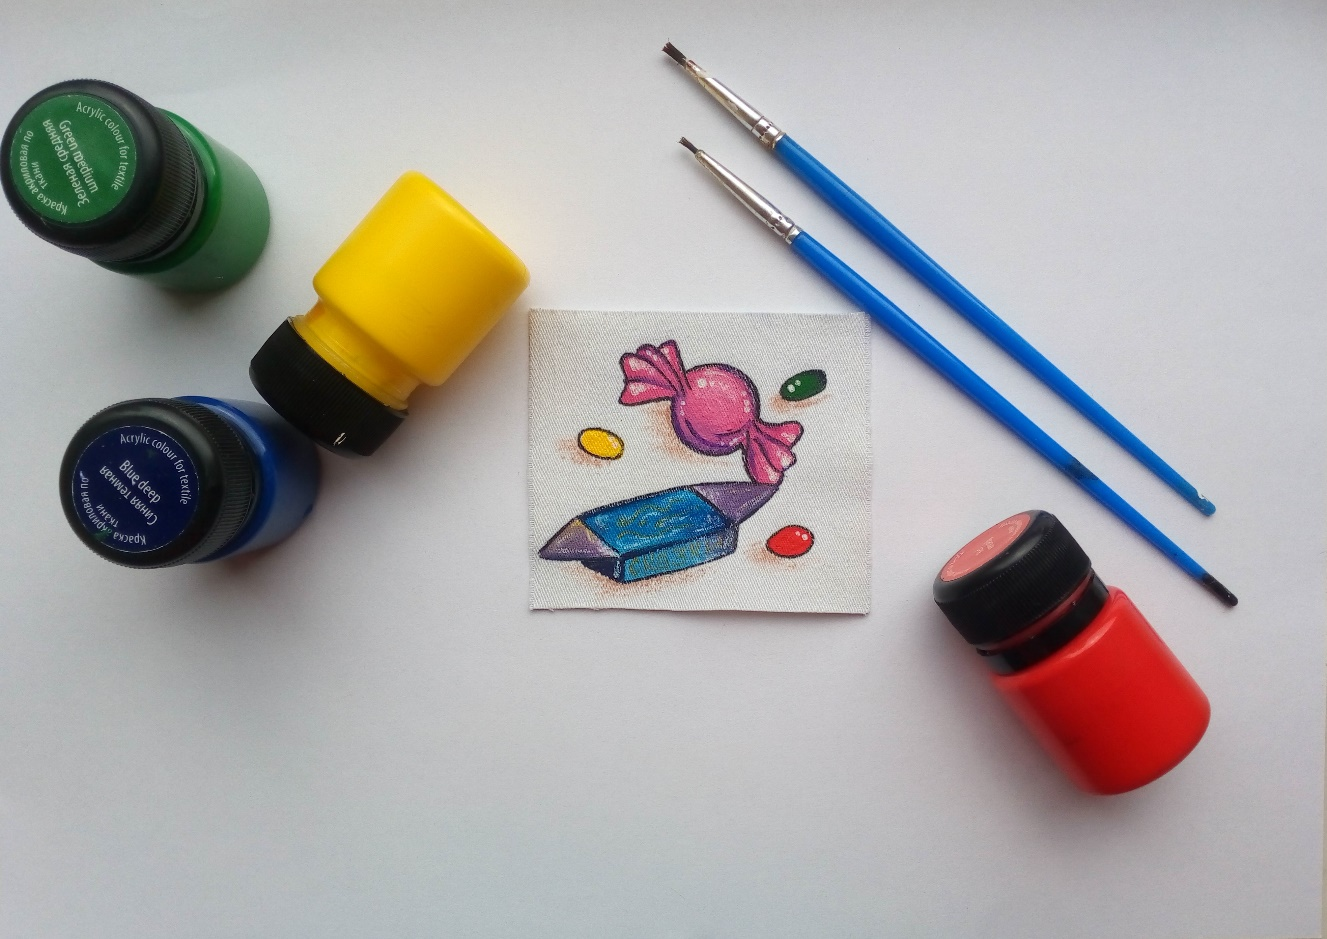 Acrylic colour for textile
Green medium
Зеленая средняя
Краска акриловая по
ткани
Acrylic colour for textile
Blue deep
Синяя темная
Краска акриловая по
ткани